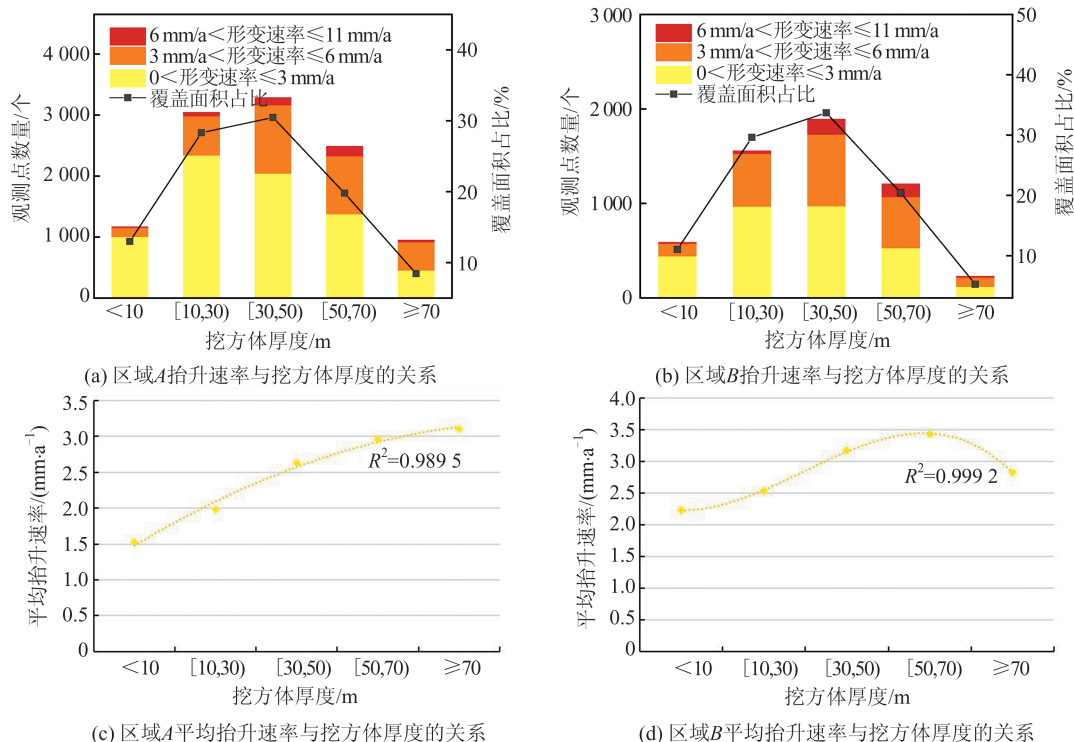 6 mm/a＜形变速率≤11 mm/a
3 mm/a＜形变速率≤6 mm/a
0＜形变速率≤3 mm/a
覆盖面积占比
观测点数量/个
4 000
3 000
2 000
1 000
0
覆盖面积占比/%
40
30
20
10
＜10 [10,30) [30,50) [50,70) ≥70
挖方体厚度/m
(a) 区域A抬升速率与挖方体厚度的关系
6 mm/a＜形变速率≤11 mm/a
3 mm/a＜形变速率≤6 mm/a
0＜形变速率≤3 mm/a
覆盖面积占比
观测点数量/个
3 000
2 000
1 000
0
覆盖面积占比/%
50
40
30
20
10
0
＜10 [10,30) [30,50) [50,70) ≥70
挖方体厚度/m
(b) 区域B抬升速率与挖方体厚度的关系
平均抬升速率/(mm·a⁻¹)
3.5
3.0
2.5
2.0
1.5
1.0
0.5
0
R²=0.989 5
＜10 [10,30) [30,50) [50,70) ≥70
挖方体厚度/m
(c) 区域A平均抬升速率与挖方体厚度的关系
平均抬升速率/(mm·a⁻¹)
4.0
3.5
3.0
2.5
2.0
1.5
1.0
0.5
0
R²=0.999 2
＜10 [10,30) [30,50) [50,70) ≥70
挖方体厚度/m
(d) 区域B平均抬升速率与挖方体厚度的关系